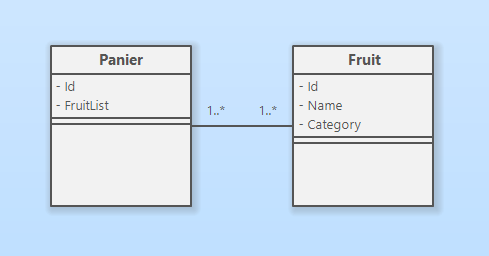 Panier
- Id
- FruitList
1..*
1..*
Fruit
- Id
- Name
- Category